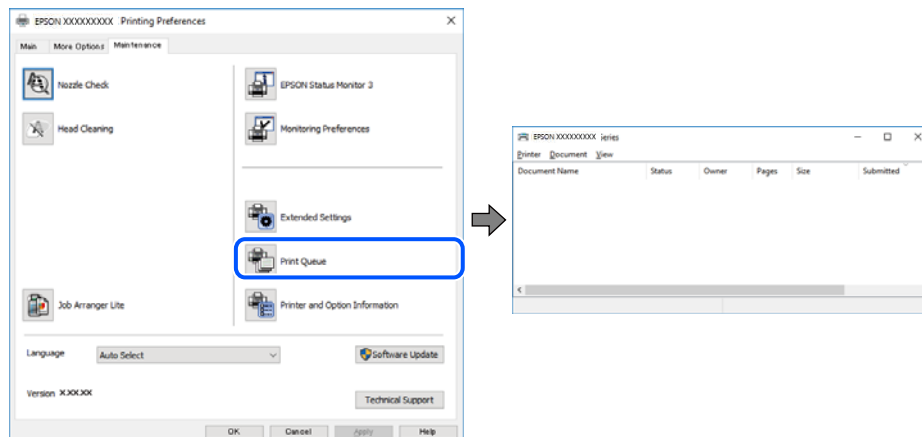 EPSON XXXXXXXXX Printing Preferences
Main More Options Maintenance
Nozzle Check
EPSON Status Monitor 3
Head Cleaning
Monitoring Preferences
Extended Settings
Print Queue
Job Arranger Lite
Printer and Option Information
Language Auto Select Software Update
Version X.XX.XX
Technical Support
OK Cancel Apply Help
EPSON XXXXXXXXX ieries
Printer Document View
Document Name Status Owner Pages Size Submitted